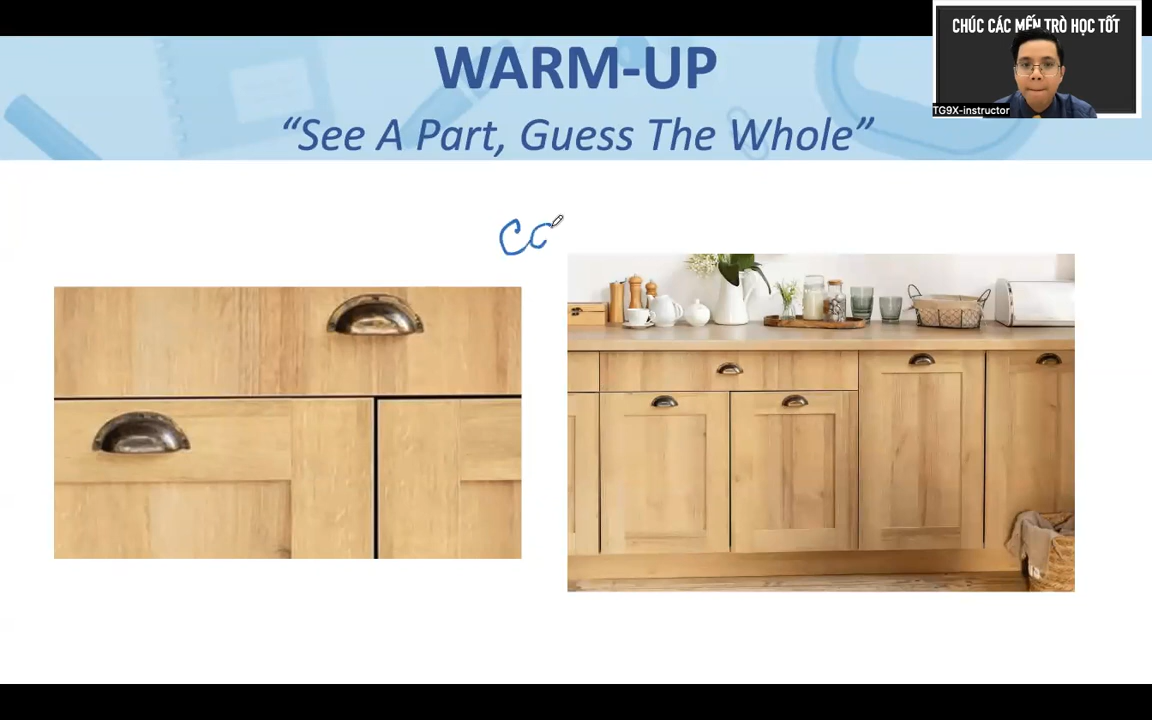 CHÚC CÁC MẾN TRÒ HỌC TỐT
TG9X-instructor
WARM-UP
“See A Part, Guess The Whole”